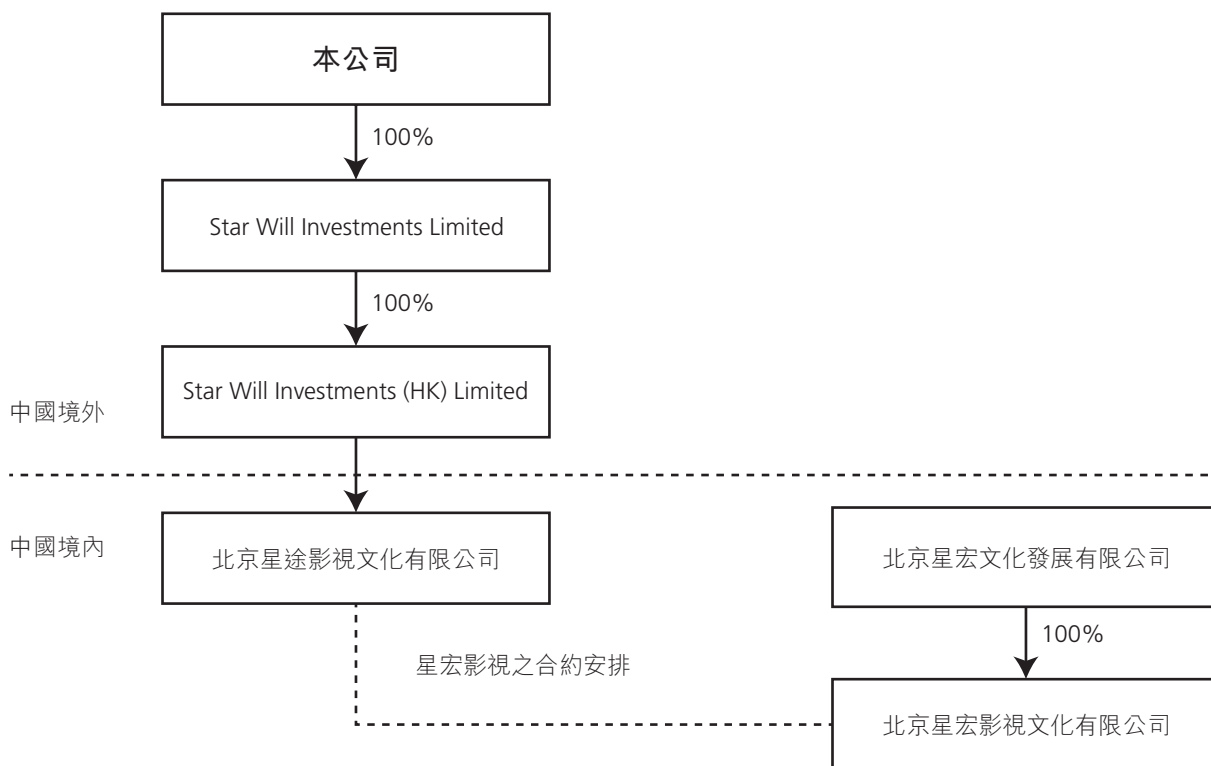 本公司
100%
Star Will Investments Limited
100%
Star Will Investments (HK) Limited
中國境外
中國境內
北京星途影視文化有限公司
北京星宏文化發展有限公司
100%
星宏影視之合約安排
北京星宏影視文化有限公司